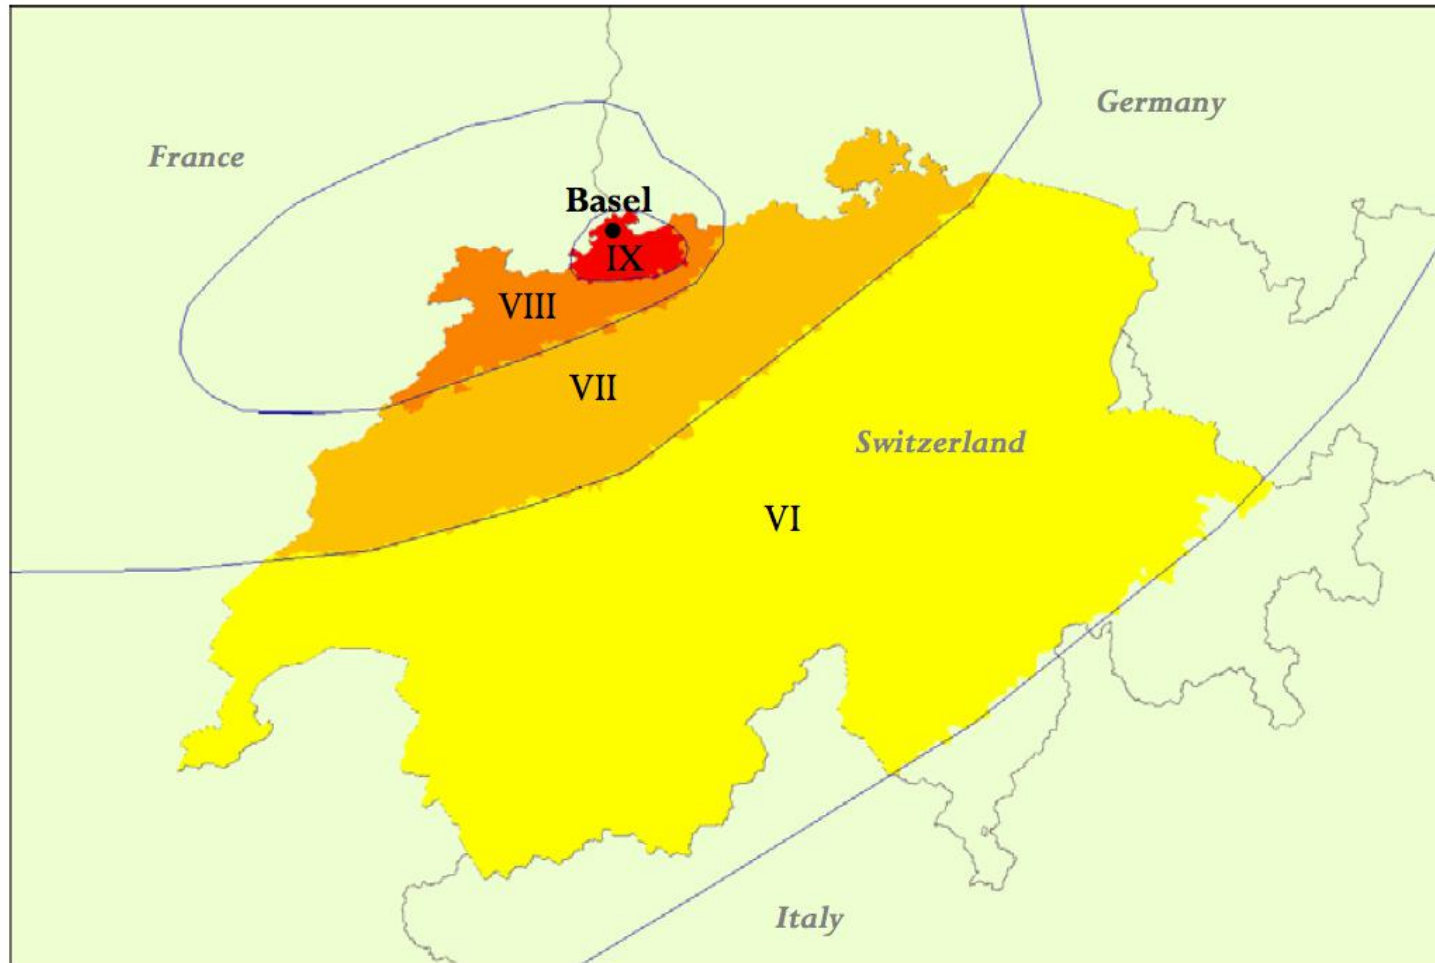 Germany
France
Basel
IX
VIII
VII
Switzerland
VI
Italy